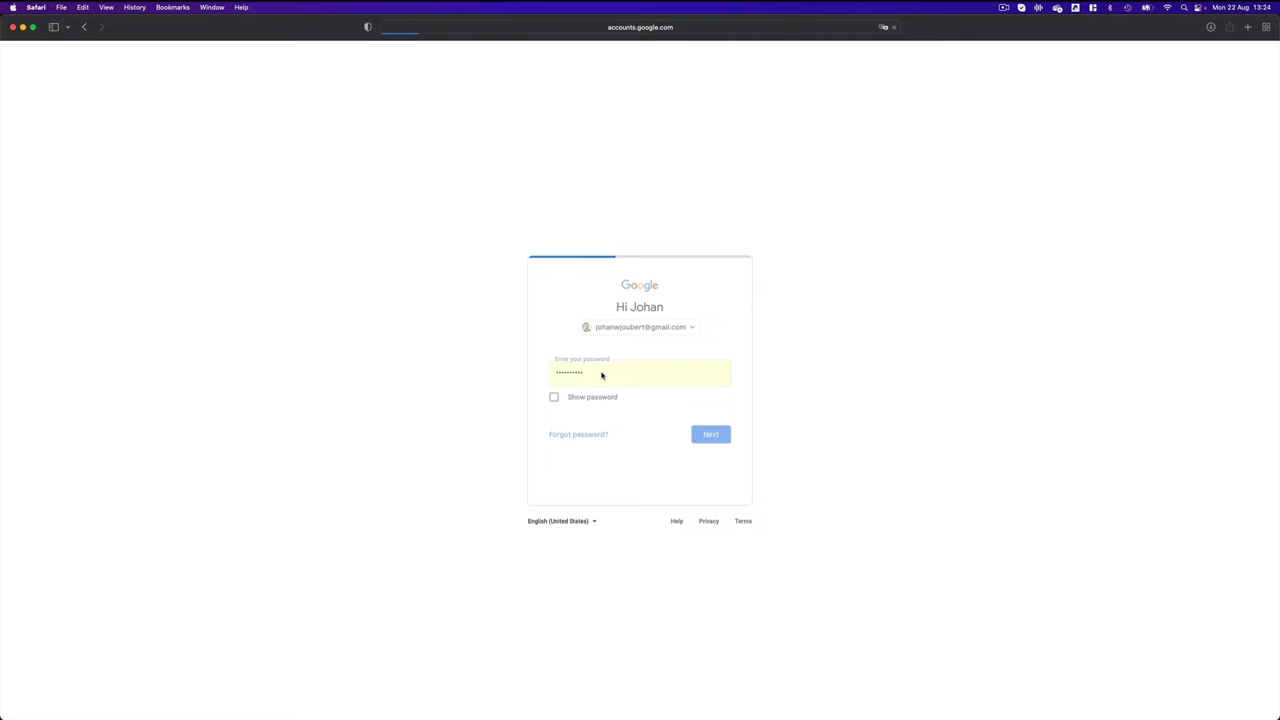 Safari File Edit View History Bookmarks Window Help Mon 22 Aug 13:24
accounts.google.com
Google
Hi Johan
johanwjoubert@gmail.com
Enter your password
••••••••••
Show password
Forgot password? Next
English (United States) Help Privacy Terms